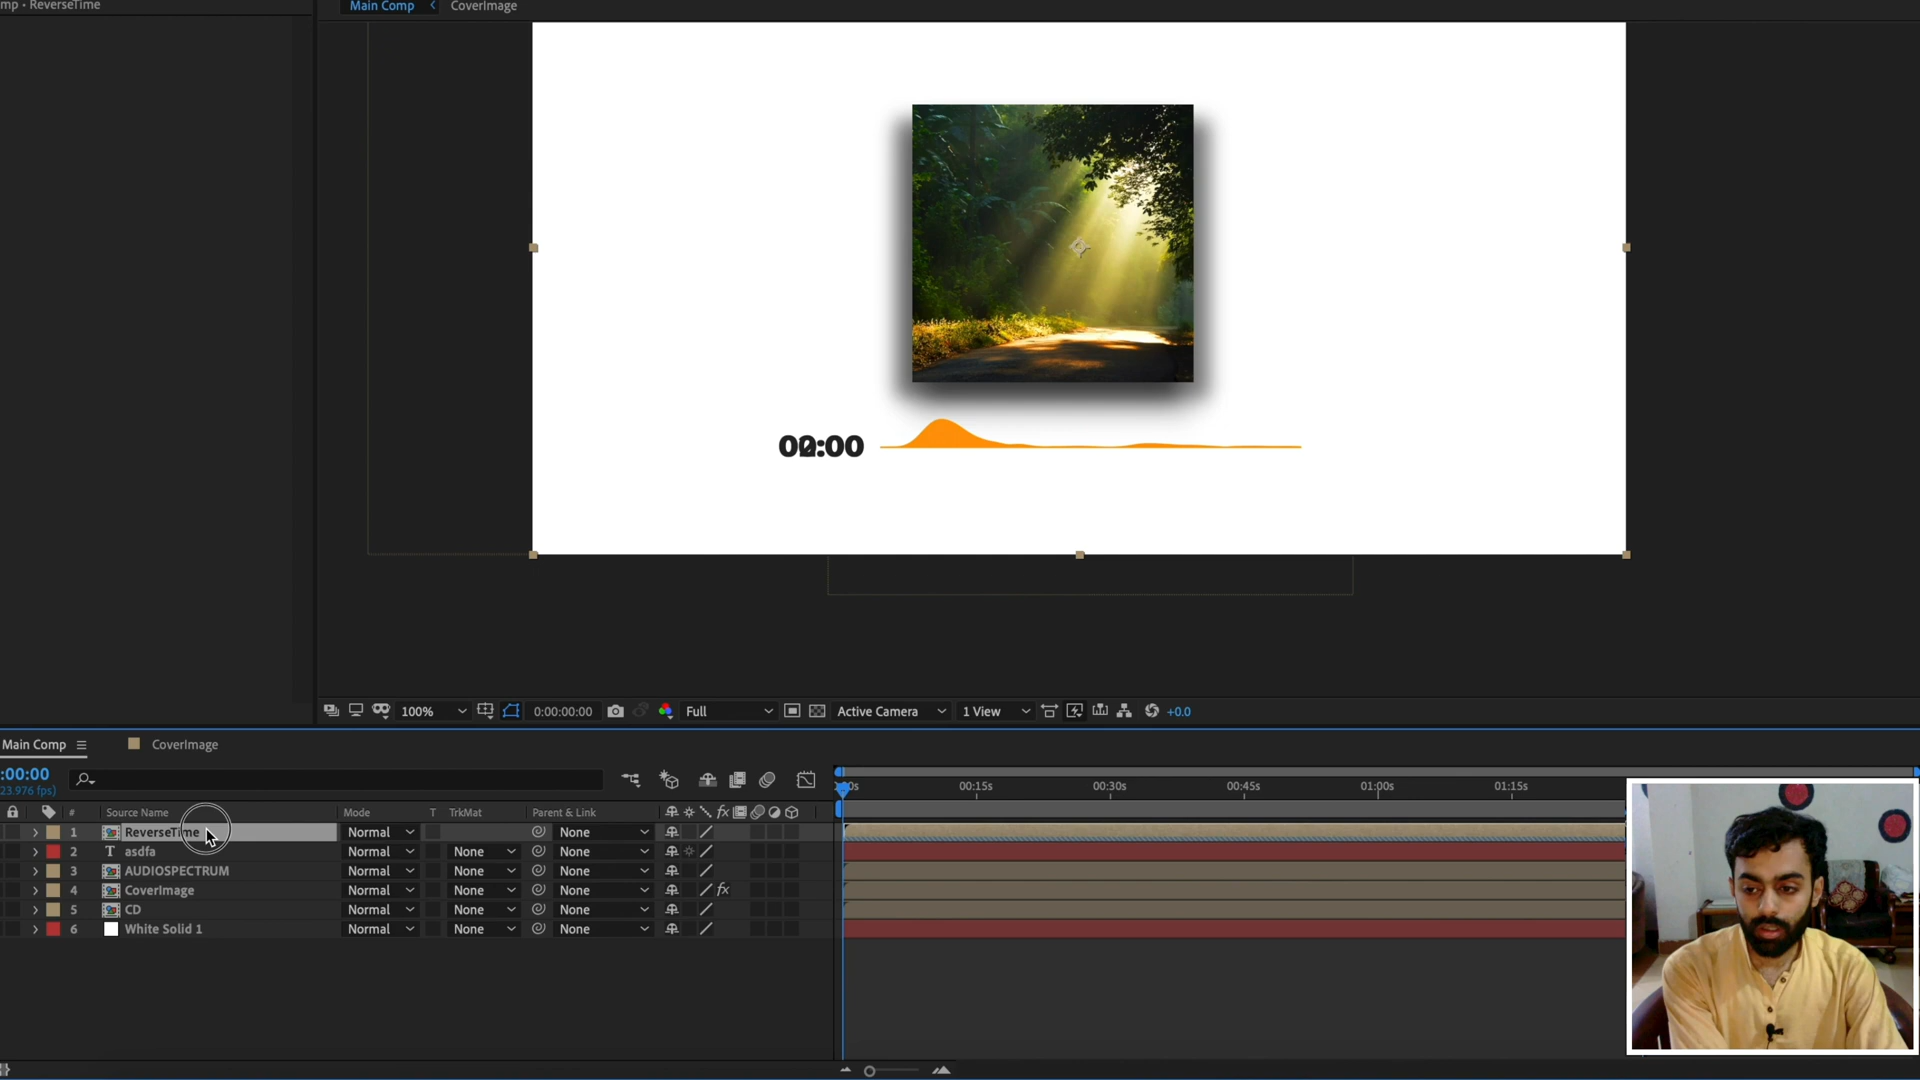 mp • ReverseTime
Main Comp
CoverImage
:00
100%
0:00:00:00
Full
Active Camera
1 View
+0.0
Main Comp
CoverImage
:00:00
23.976 fps)
00:15s
00:30s
00:45s
01:00s
01:15s
#
Source Name
Mode
T
TrkMat
Parent & Link
fx
1 ReverseTime Normal None
2 T asdfa Normal None None
3 AUDIOSPECTRUM Normal None None
4 CoverImage Normal None None fx
5 CD Normal None None
6 White Solid 1 Normal None None